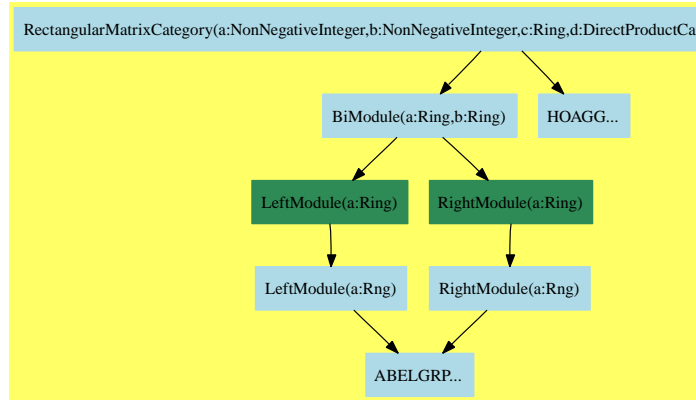 RectangularMatrixCategory(a:NonNegativeInteger,b:NonNegativeInteger,c:Ring,d:DirectProductCa
BiModule(a:Ring,b:Ring)
HOAGG...
LeftModule(a:Ring)
RightModule(a:Ring)
LeftModule(a:Rng)
RightModule(a:Rng)
ABELGRP...